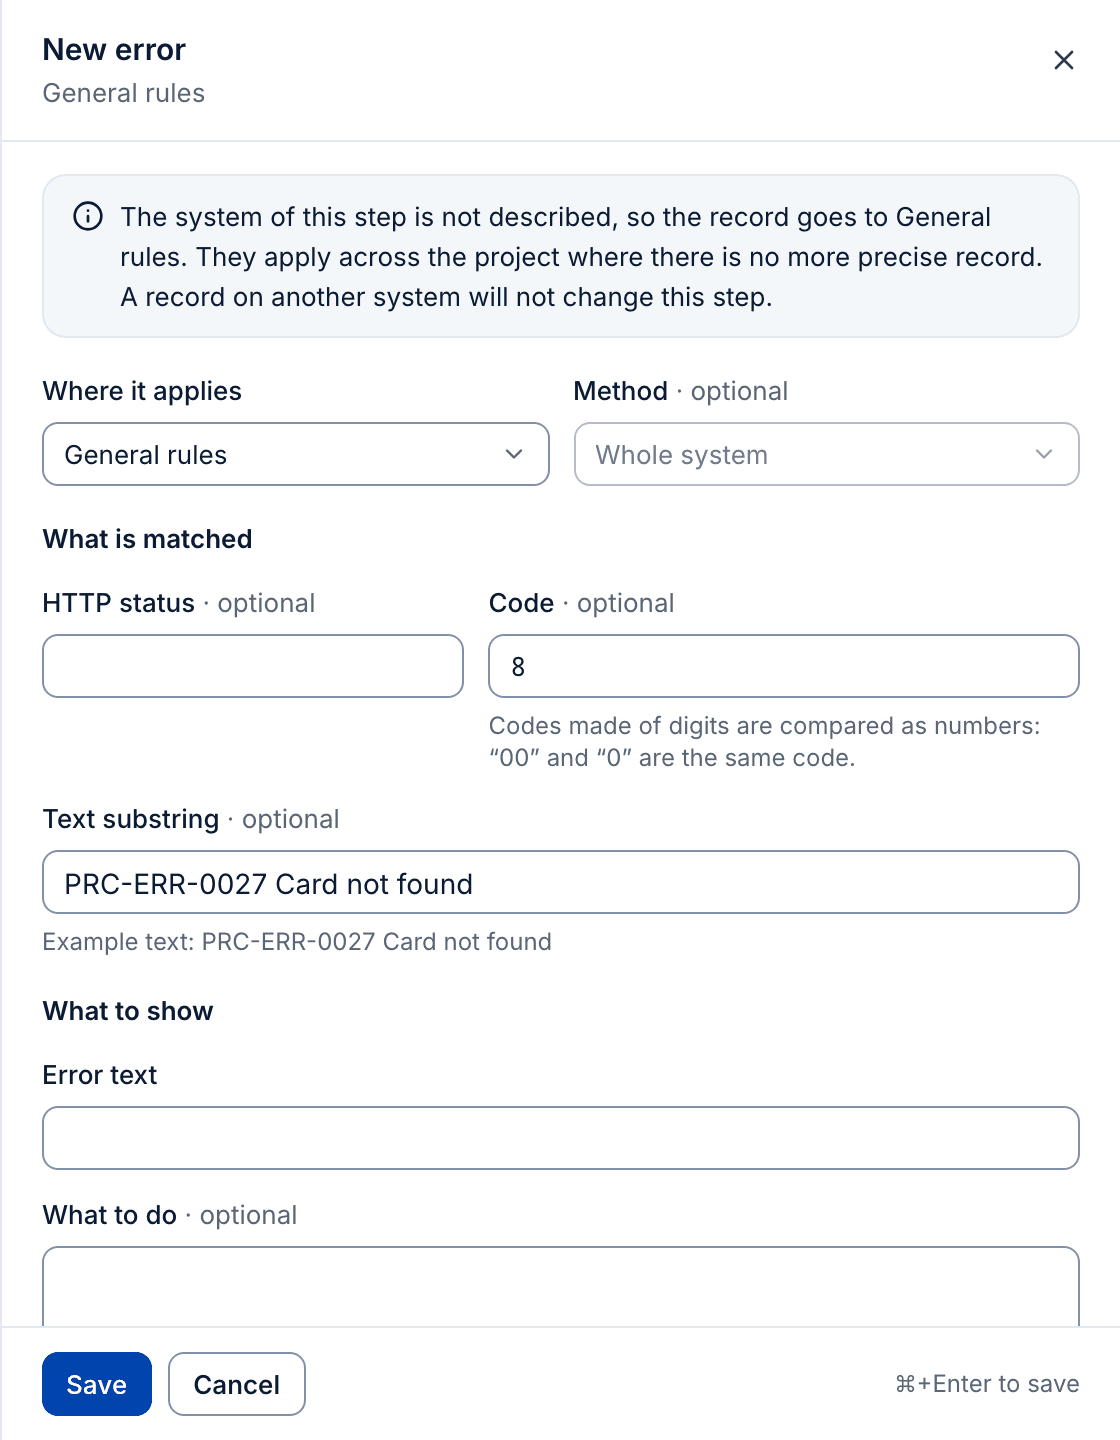 New error
General rules
The system of this step is not described, so the record goes to General
rules. They apply across the project where there is no more precise record.
A record on another system will not change this step.
Where it applies
Method · optional
General rules
Whole system
What is matched
HTTP status · optional
Code · optional
8
Codes made of digits are compared as numbers:
“00” and “0” are the same code.
Text substring · optional
PRC-ERR-0027 Card not found
Example text: PRC-ERR-0027 Card not found
What to show
Error text
What to do · optional
Save
Cancel
⌘+Enter to save